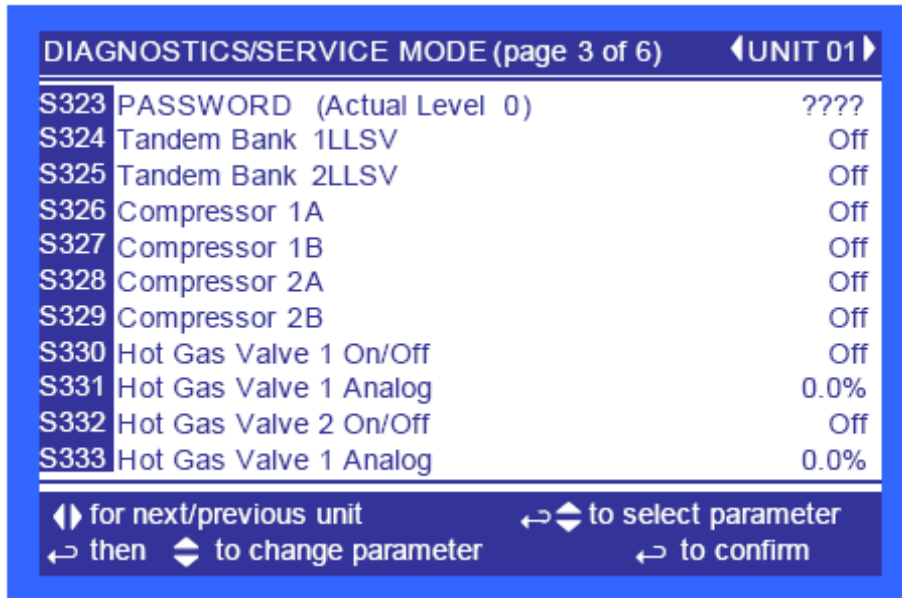 DIAGNOSTICS/SERVICE MODE (page 3 of 6) UNIT 01
S323 PASSWORD (Actual Level 0) ????
S324 Tandem Bank 1LLSV Off
S325 Tandem Bank 2LLSV Off
S326 Compressor 1A Off
S327 Compressor 1B Off
S328 Compressor 2A Off
S329 Compressor 2B Off
S330 Hot Gas Valve 1 On/Off Off
S331 Hot Gas Valve 1 Analog 0.0%
S332 Hot Gas Valve 2 On/Off Off
S333 Hot Gas Valve 1 Analog 0.0%
for next/previous unit to select parameter
then to change parameter to confirm